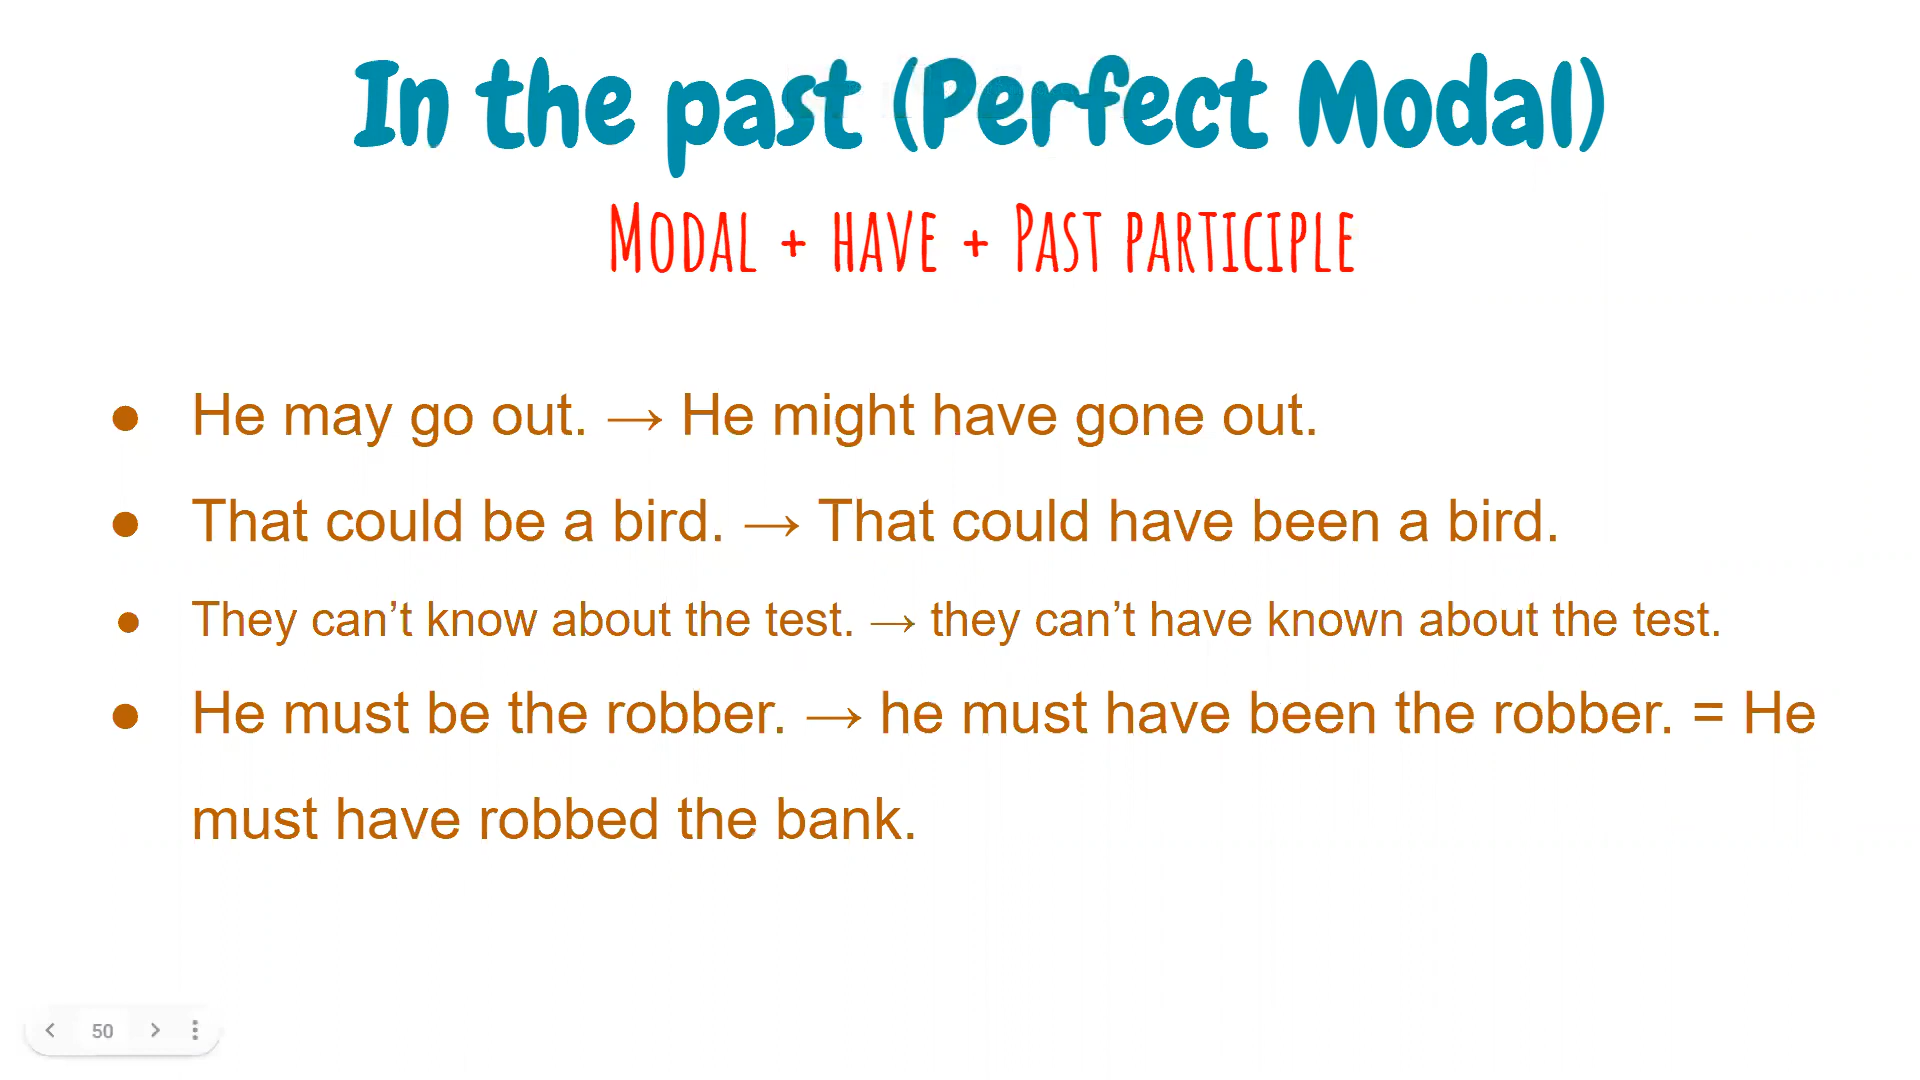 In the past (Perfect Modal)
Modal + have + Past participle
● He may go out. → He might have gone out.
● That could be a bird. → That could have been a bird.
● They can’t know about the test. → they can’t have known about the test.
● He must be the robber. → he must have been the robber. = He
must have robbed the bank.
50